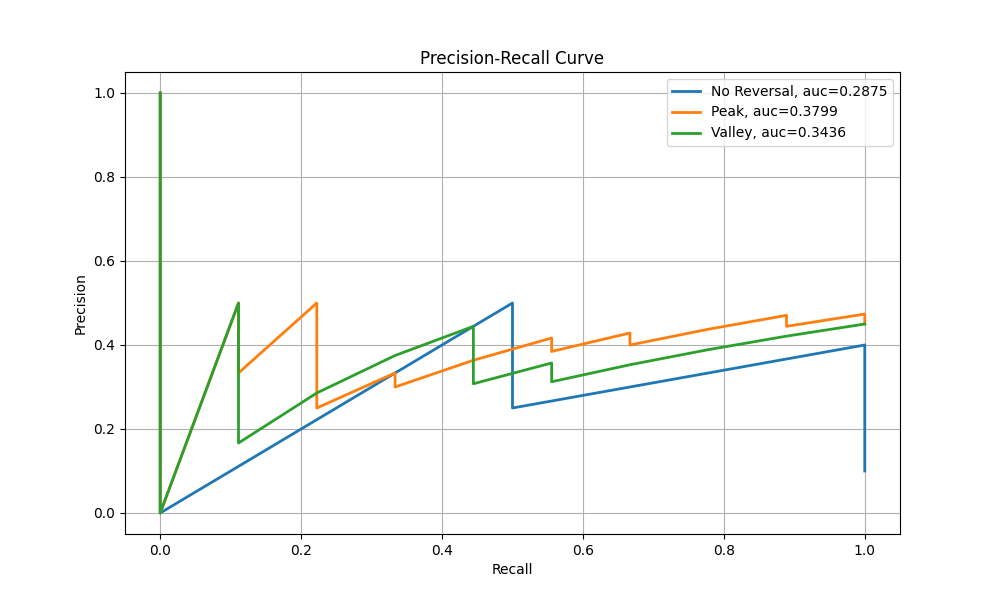 Precision-Recall Curve
No Reversal, auc=0.2875
Peak, auc=0.3799
Valley, auc=0.3436
1.0
0.8
0.6
0.4
0.2
0.0
Precision
0.0 0.2 0.4 0.6 0.8 1.0
Recall